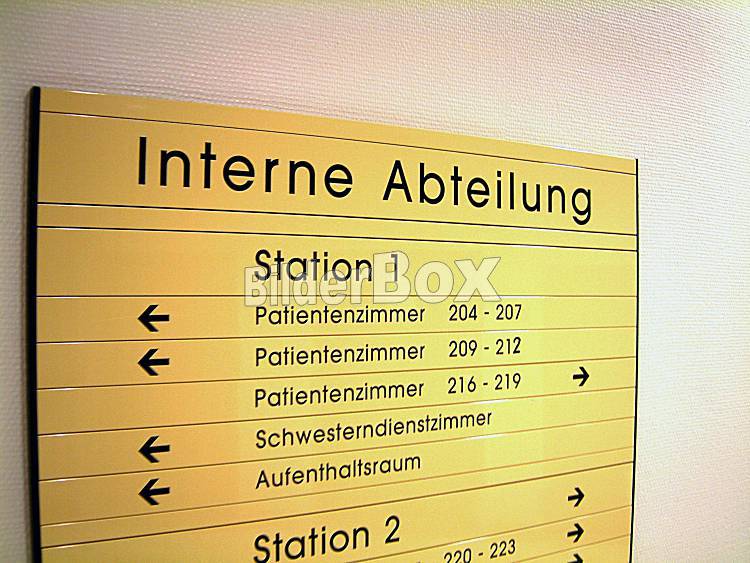 Interne Abteilung
Station 1
BilderBox
← Patientenzimmer 204 - 207
← Patientenzimmer 209 - 212
Patientenzimmer 216 - 219 →
← Schwesterndienstzimmer
← Aufenthaltsraum
Station 2 →
220 - 223 →
→